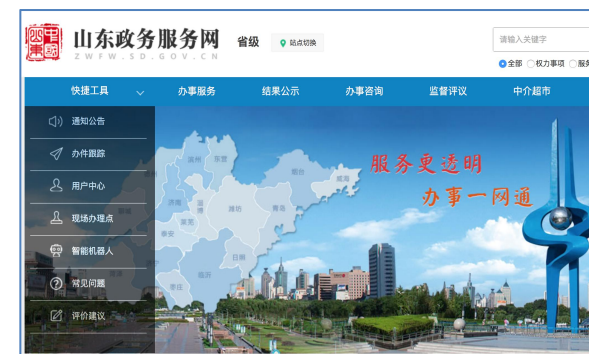 山东政务服务网
ZWFW.SD.GOV.CN
省级 站点切换
请输入关键字
全部 权力事项 服务
快捷工具 办事服务 结果公示 办事咨询 监督评议 中介超市
通知公告
办件跟踪
用户中心
现场办理点
智能机器人
常见问题
评价建议
服务更透明
办事一网通
滨州 东营
烟台
威海
济南 淄博 潍坊 青岛
莱芜
泰安
日照
临沂
枣庄